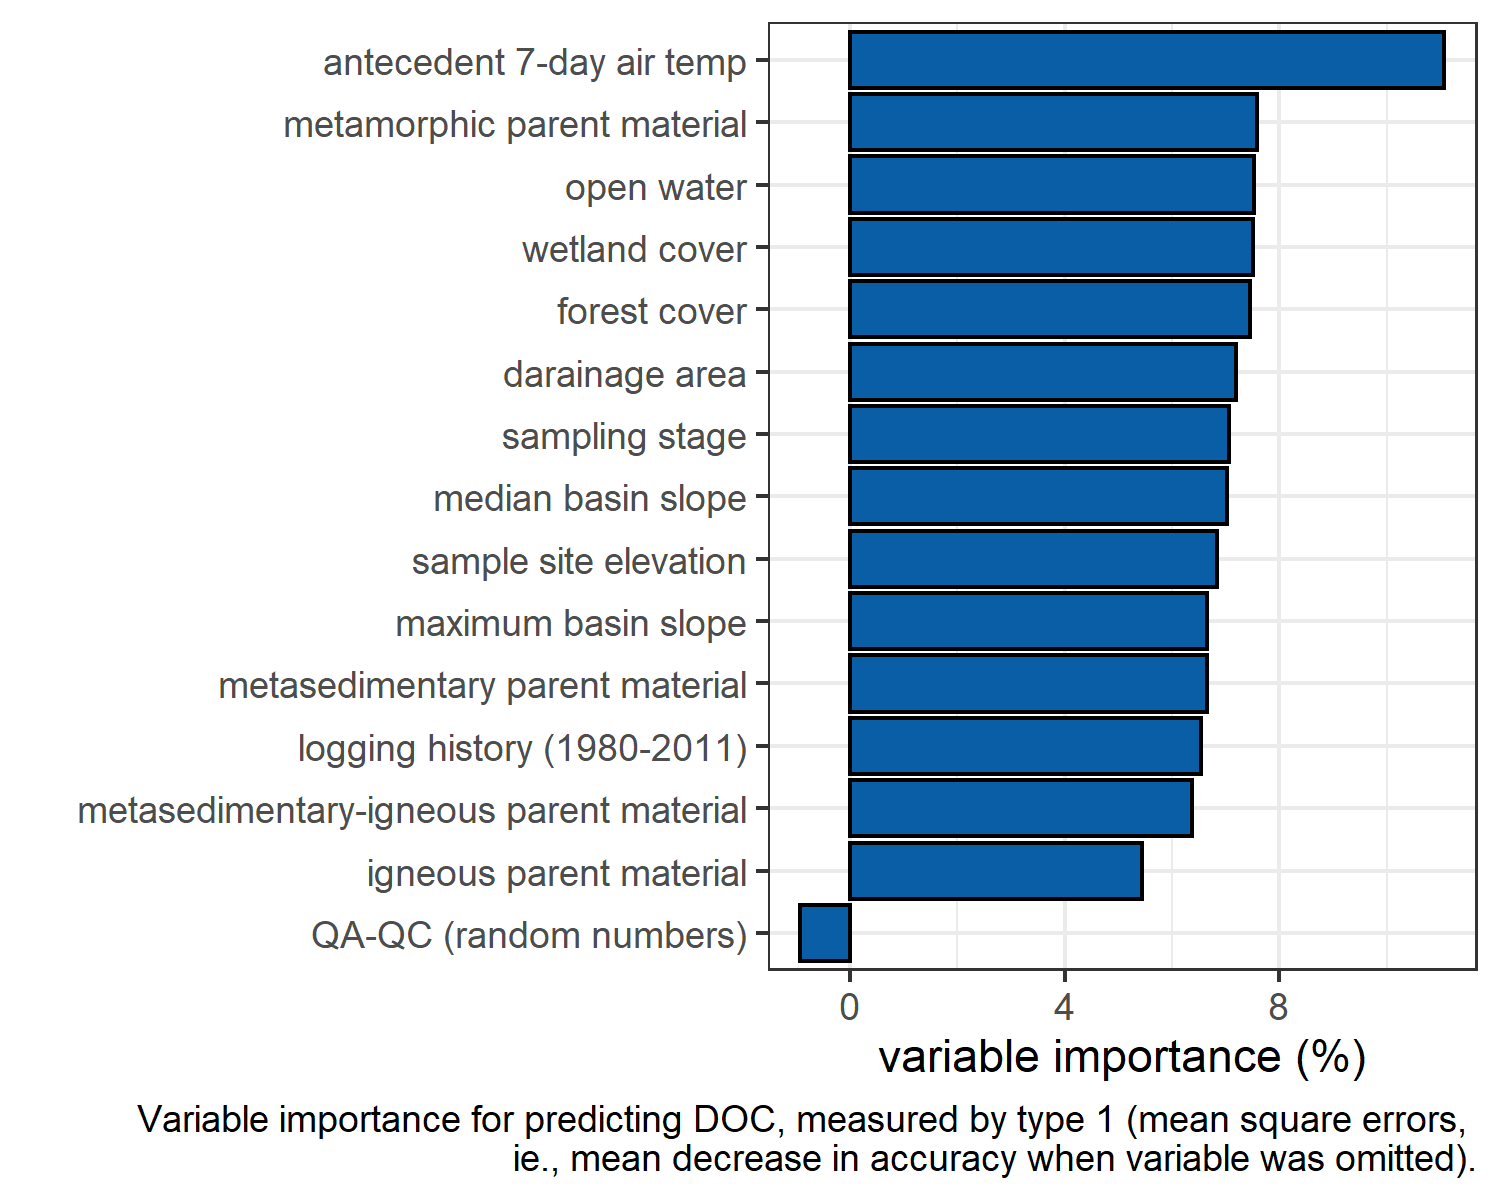 antecedent 7-day air temp
metamorphic parent material
open water
wetland cover
forest cover
darainage area
sampling stage
median basin slope
sample site elevation
maximum basin slope
metasedimentary parent material
logging history (1980-2011)
metasedimentary-igneous parent material
igneous parent material
QA-QC (random numbers)
0 4 8
variable importance (%)
Variable importance for predicting DOC, measured by type 1 (mean square errors,
ie., mean decrease in accuracy when variable was omitted).